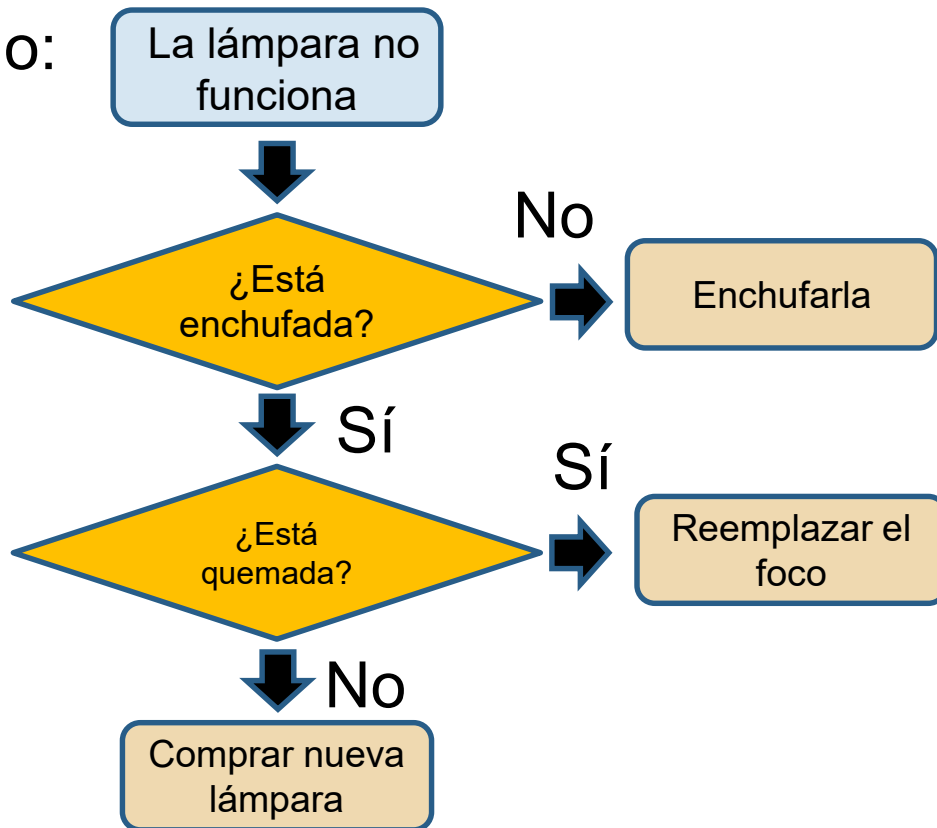 o:
La lámpara no
funciona
No
¿Está
enchufada?
Enchufarla
Sí
Sí
¿Está
quemada?
Reemplazar el
foco
No
Comprar nueva
lámpara